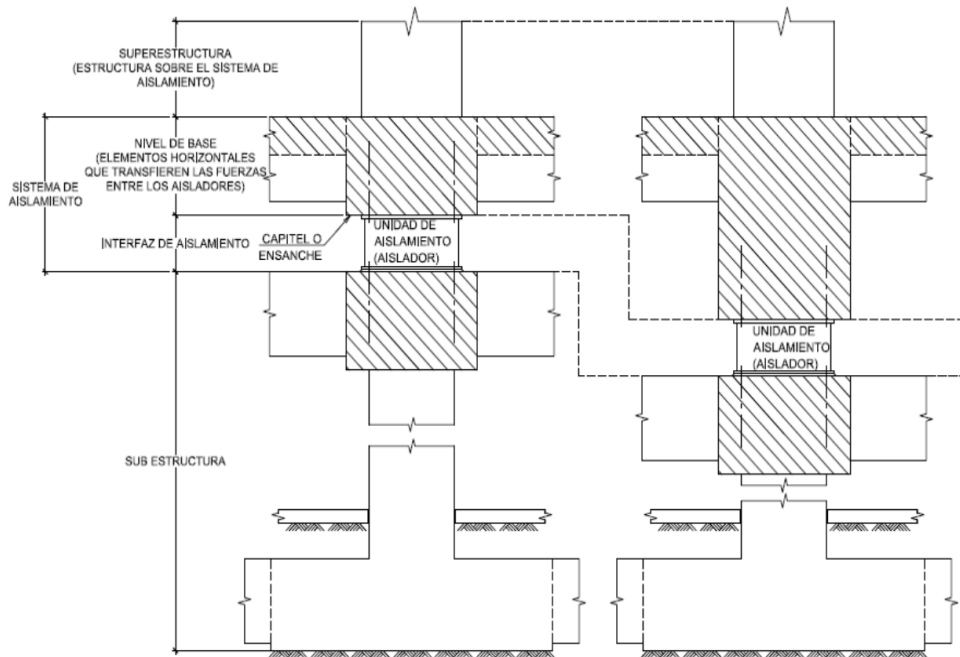 SUPERESTRUCTURA
(ESTRUCTURA SOBRE EL SISTEMA DE
AISLAMIENTO)
NIVEL DE BASE
(ELEMENTOS HORIZONTALES
QUE TRANSFIEREN LAS FUERZAS
ENTRE LOS AISLADORES)
SISTEMA DE
AISLAMIENTO
INTERFAZ DE AISLAMIENTO
CAPITEL O
ENSANCHE
UNIDAD DE
AISLAMIENTO
(AISLADOR)
UNIDAD DE
AISLAMIENTO
(AISLADOR)
SUB ESTRUCTURA